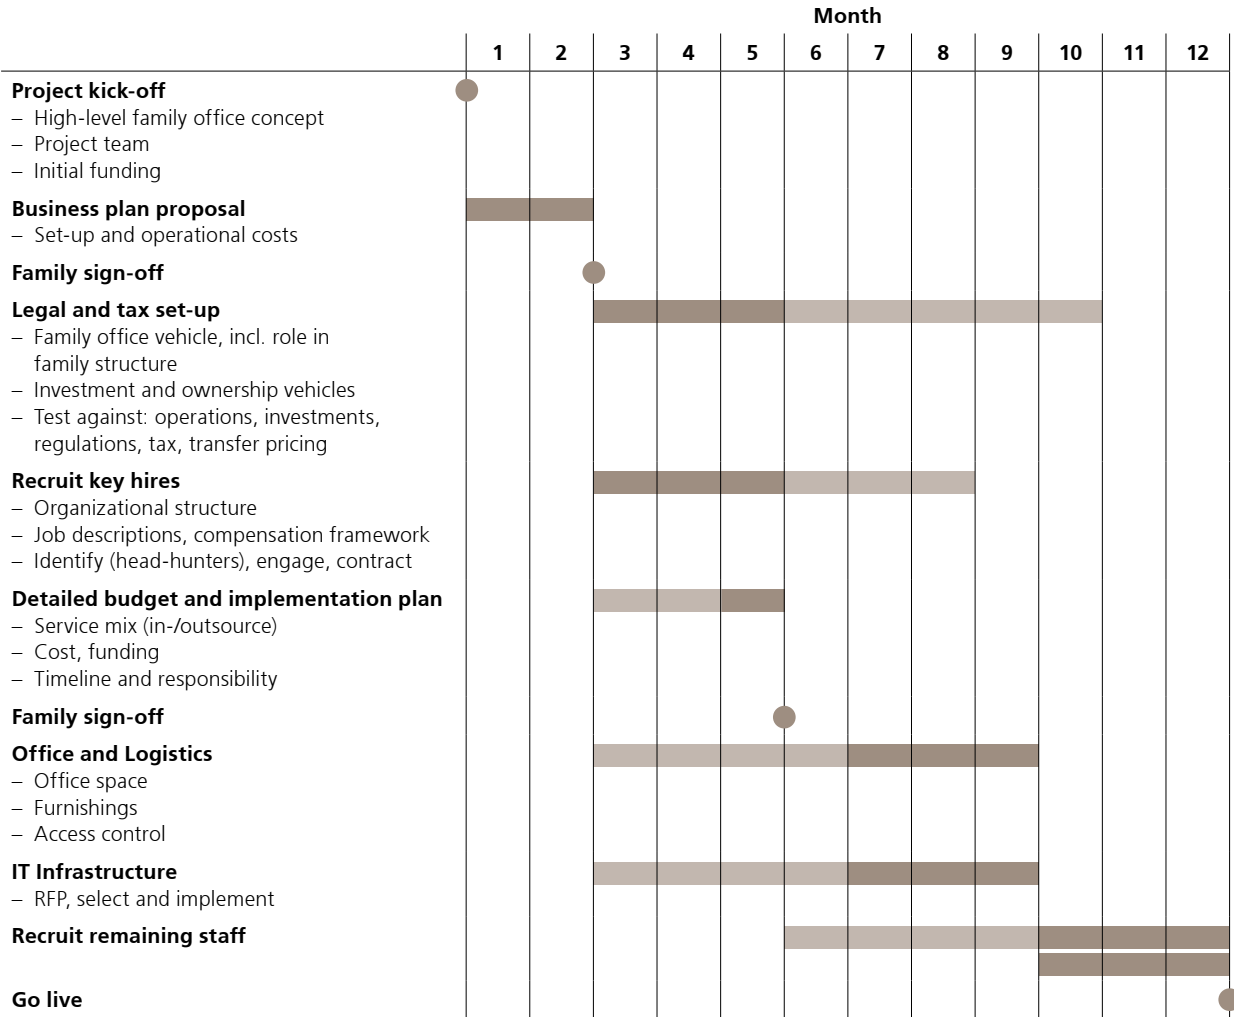 Month
1 2 3 4 5 6 7 8 9 10 11 12
Project kick-off
– High-level family office concept
– Project team
– Initial funding
Business plan proposal
– Set-up and operational costs
Family sign-off
Legal and tax set-up
– Family office vehicle, incl. role in
family structure
– Investment and ownership vehicles
– Test against: operations, investments,
regulations, tax, transfer pricing
Recruit key hires
– Organizational structure
– Job descriptions, compensation framework
– Identify (head-hunters), engage, contract
Detailed budget and implementation plan
– Service mix (in-/outsource)
– Cost, funding
– Timeline and responsibility
Family sign-off
Office and Logistics
– Office space
– Furnishings
– Access control
IT Infrastructure
– RFP, select and implement
Recruit remaining staff
Go live